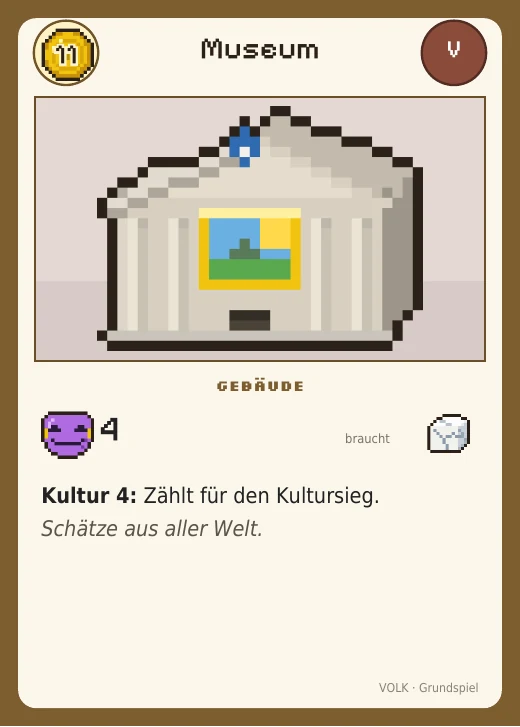 11 Museum V
GEBÄUDE
4 braucht
Kultur 4: Zählt für den Kultursieg.
Schätze aus aller Welt.
VOLK · Grundspiel